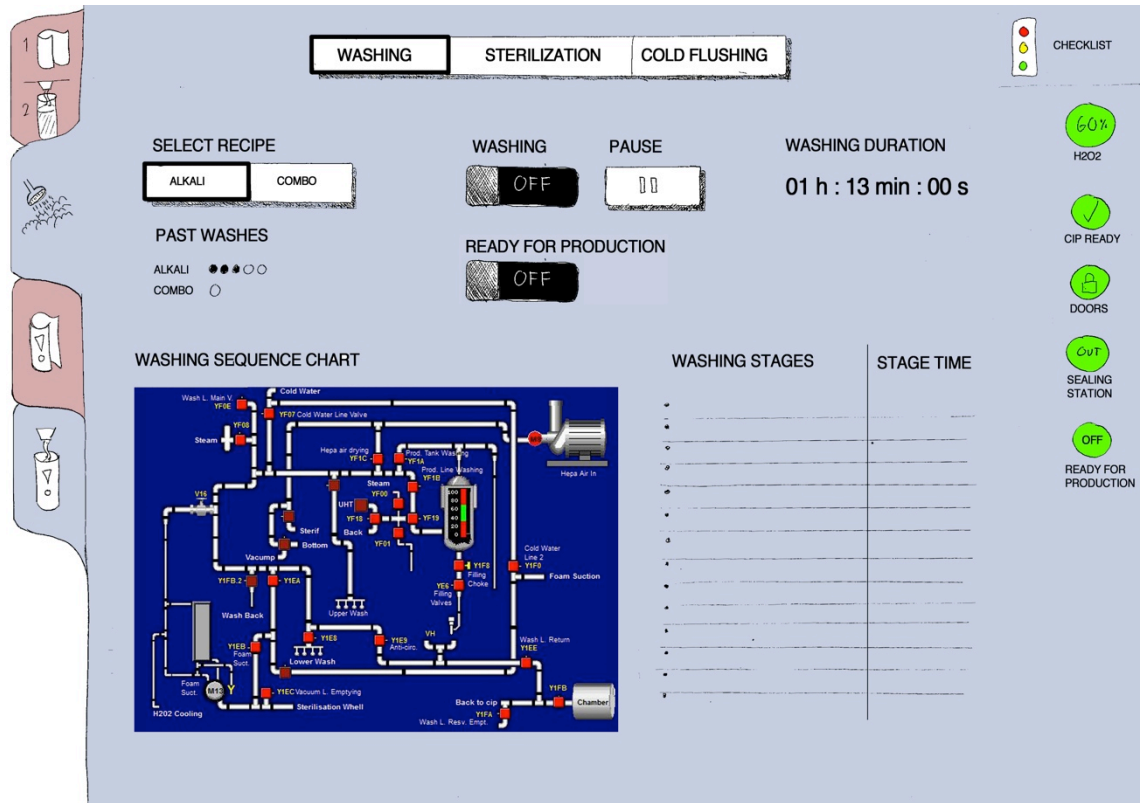 1
2
WASHING
STERILIZATION
COLD FLUSHING
CHECKLIST
SELECT RECIPE
ALKALI
COMBO
WASHING
OFF
PAUSE
WASHING DURATION
01 h : 13 min : 00 s
60%
H2O2
CIP READY
DOORS
OUT
SEALING
STATION
OFF
READY FOR
PRODUCTION
PAST WASHES
ALKALI
COMBO
READY FOR PRODUCTION
OFF
WASHING SEQUENCE CHART
WASHING STAGES
STAGE TIME
Cold Water
Wash L. Main V.
YF0E
YF07 Cold Water Line Valve
YF08
Steam
Hepa air drying
YF1C
Prod. Tank Washing
YF1A
Prod. Line Washing
YF1B
Hepa Air In
V16
Steam
YF00
UHT
YF18
YF19
Back
YF01
100
80
60
40
20
0
Sterif
Bottom
Vacump
Y1FB.2
Y1EA
Wash Back
Upper Wash
Y1F8
Filling
Choke
YE6
Filling
Valves
Cold Water
Line 2
Y1F0
Foam Suction
Y1E8
Lower Wash
Y1E9
Anti-circ.
VH
Wash L. Return
Y1EE
Y1EB
Foam
Suct.
Foam
Suct.
M13
Y
Y1EC Vacuum L. Emptying
Sterilisation Whell
H202 Cooling
Back to cip
Y1FB
Chamber
Y1FA
Wash L. Resv. Empt.